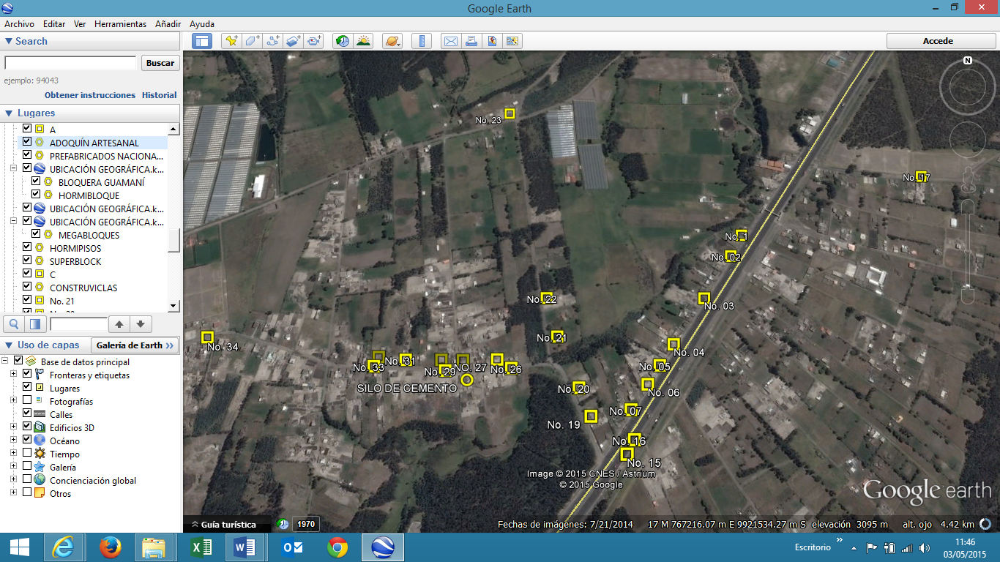 Google Earth
Archivo Editar Ver Herramientas Añadir Ayuda
Search
Buscar
ejemplo: 94043
Obtener instrucciones Historial
Lugares
A
ADOQUÍN ARTESANAL
PREFABRICADOS NACIONA...
UBICACIÓN GEOGRÁFICA.k...
BLOQUERA GUAMANÍ
HORMIBLOQUE
UBICACIÓN GEOGRÁFICA.k...
UBICACIÓN GEOGRÁFICA.k...
MEGABLOQUES
HORMIPISOS
SUPERBLOCK
C
CONSTRUVICLAS
No. 21
Uso de capas Galería de Earth »
Base de datos principal
Fronteras y etiquetas
Lugares
Fotografías
Calles
Edificios 3D
Océano
Tiempo
Galería
Concienciación global
Otros
Accede
N
No. 23
No. 17
No. 1
No. 02
No. 03
No. 22
No. 21
No. 34
No. 04
No. 33
No. 31
No. 29
NO. 27
No. 26
No. 05
SILO DE CEMENTO
No. 20
No. 06
No. 07
No. 19
No. 16
No. 15
Image © 2015 CNES / Astrium
© 2015 Google
Google earth
Guía turística
1970
Fechas de imágenes: 7/21/2014 17 M 767216.07 m E 9921534.27 m S elevación 3095 m alt. ojo 4.42 km
Escritorio »
11:46
03/05/2015